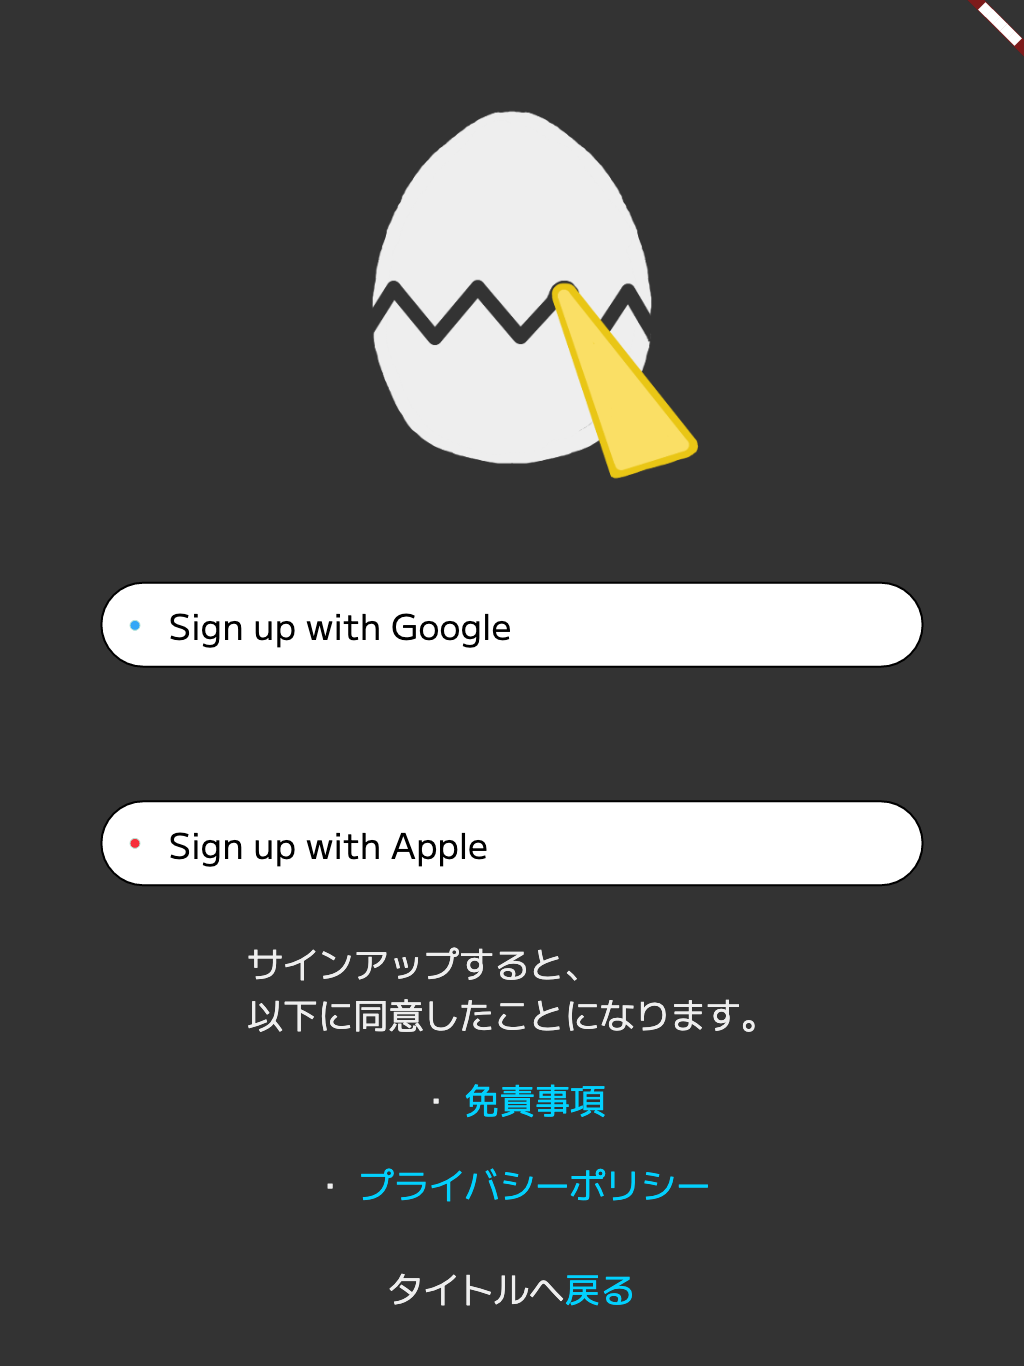 Sign up with Google
Sign up with Apple
サインアップすると、
以下に同意したことになります。
・ 免責事項
・ プライバシーポリシー
タイトルへ戻る